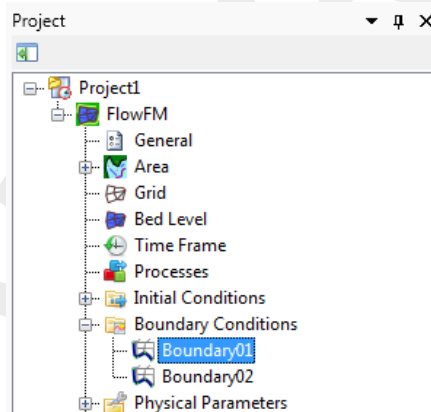 Project
Project1
FlowFM
General
Area
Grid
Bed Level
Time Frame
Processes
Initial Conditions
Boundary Conditions
Boundary01
Boundary02
Physical Parameters